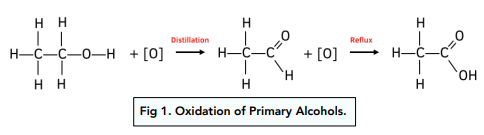 H H H H
Distillation Reflux
O O
H–C–C–O–H + [O] H–C–C + [O] H–C–C
H OH
H H H H
Fig 1. Oxidation of Primary Alcohols.